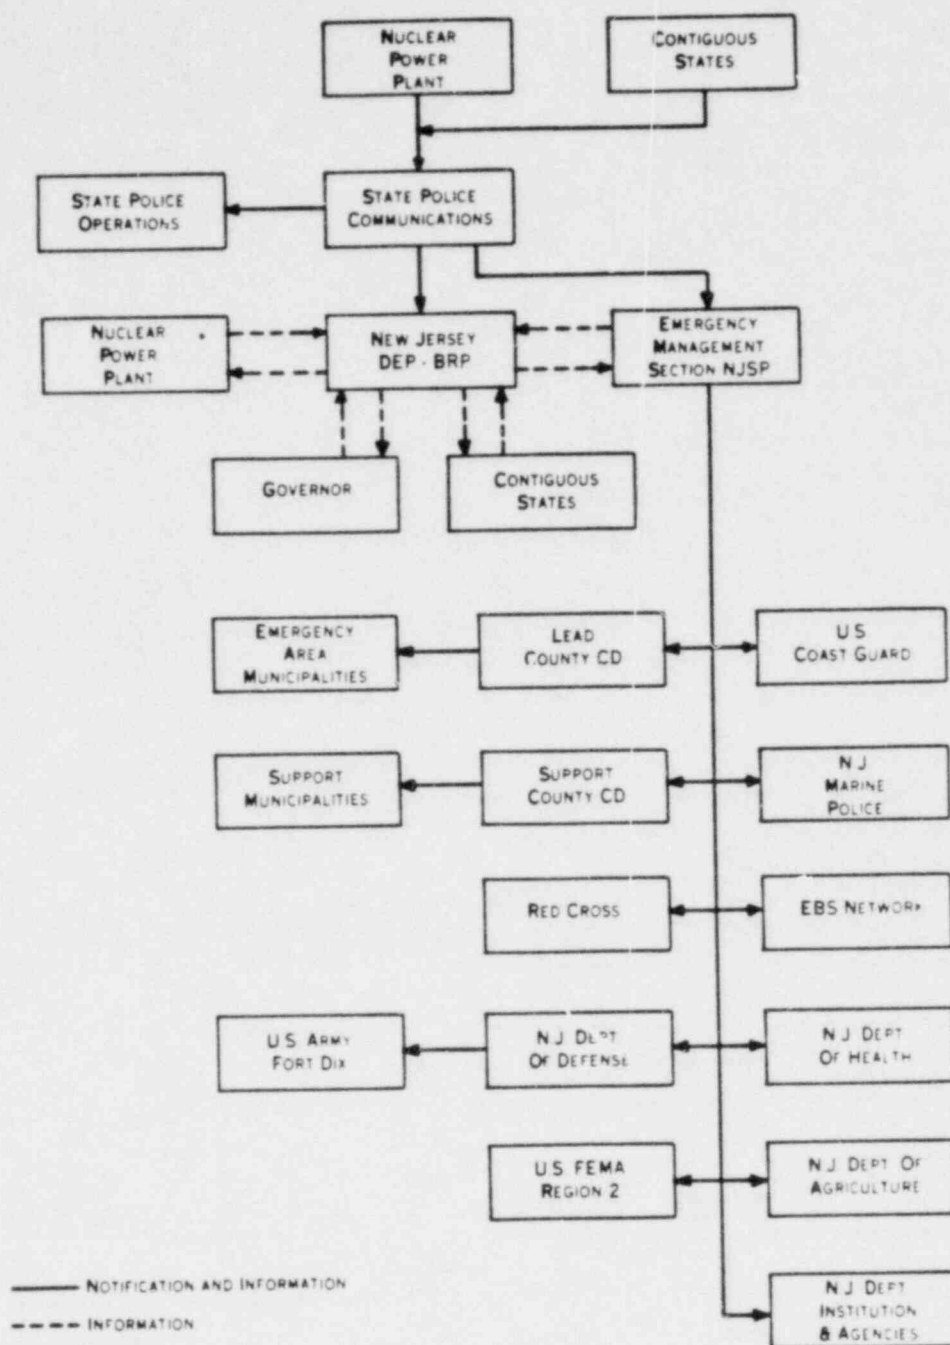 NUCLEAR
POWER
PLANT
CONTIGUOUS
STATES
STATE POLICE
OPERATIONS
STATE POLICE
COMMUNICATIONS
NUCLEAR
POWER
PLANT
NEW JERSEY
DEP - BRP
EMERGENCY
MANAGEMENT
SECTION NJSP
GOVERNOR
CONTIGUOUS
STATES
EMERGENCY
AREA
MUNICIPALITIES
LEAD
COUNTY CD
U.S.
COAST GUARD
SUPPORT
MUNICIPALITIES
SUPPORT
COUNTY CD
N.J.
MARINE
POLICE
RED CROSS
EBS NETWORK
U.S. ARMY
FORT DIX
N.J. DEPT
OF DEFENSE
N.J. DEPT
OF HEALTH
U.S. FEMA
REGION 2
N.J. DEPT. OF
AGRICULTURE
N.J. DEPT
INSTITUTION
& AGENCIES
NOTIFICATION AND INFORMATION
INFORMATION